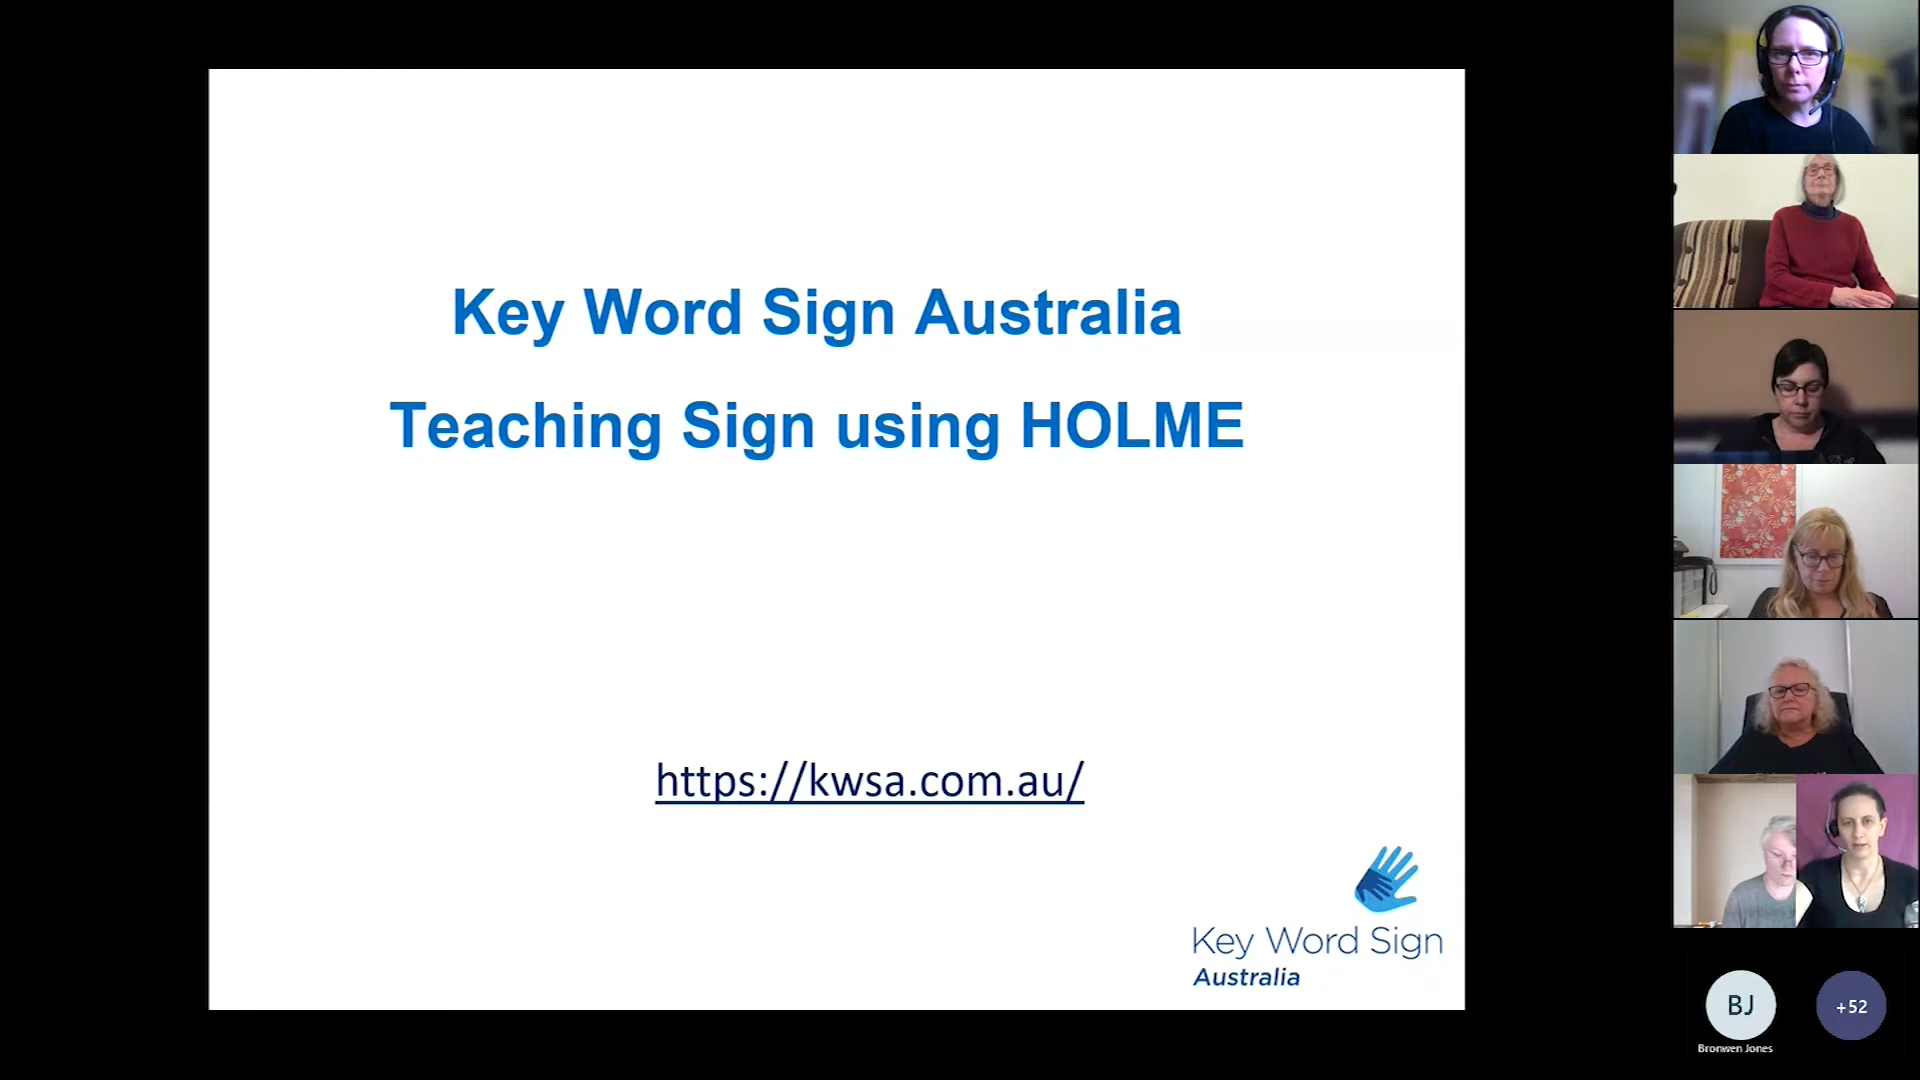 Key Word Sign Australia
Teaching Sign using HOLME
https://kwsa.com.au/
Key Word Sign
Australia
BJ
+52
Bronwen Jones